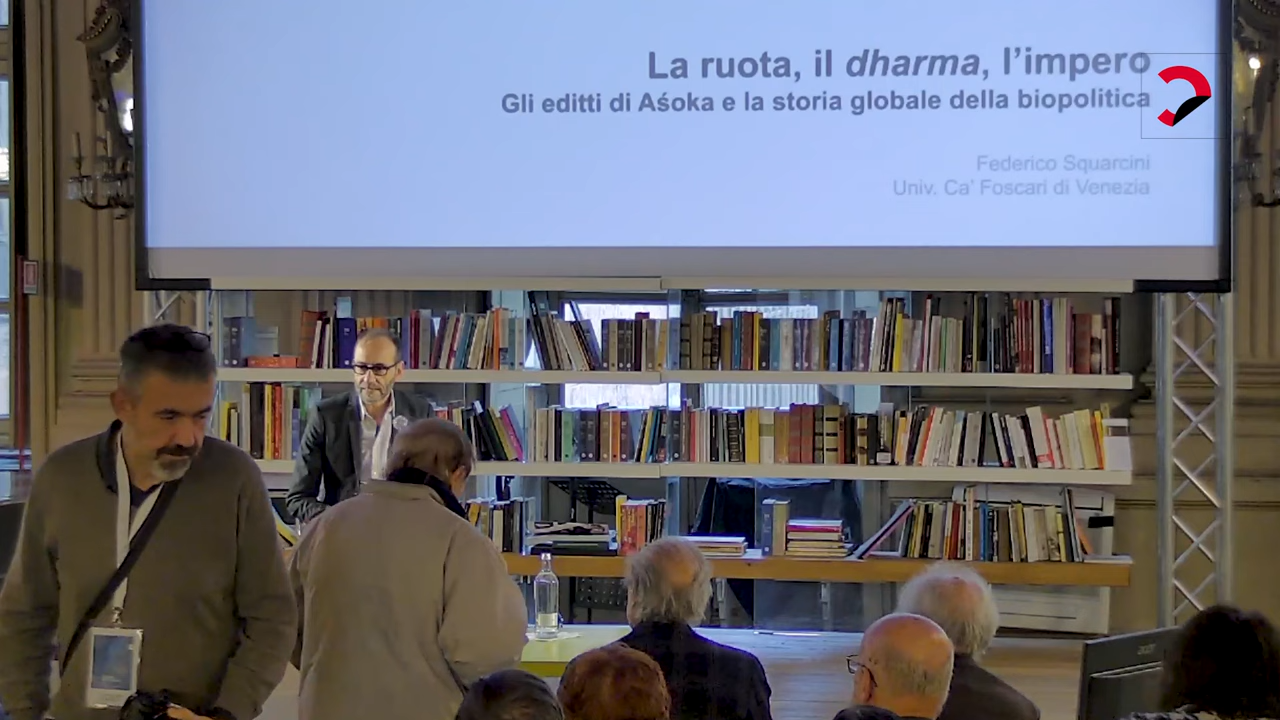 La ruota, il dharma, l’impero
Gli editti di Aśoka e la storia globale della biopolitica
Federico Squarcini
Univ. Ca’ Foscari di Venezia
acer